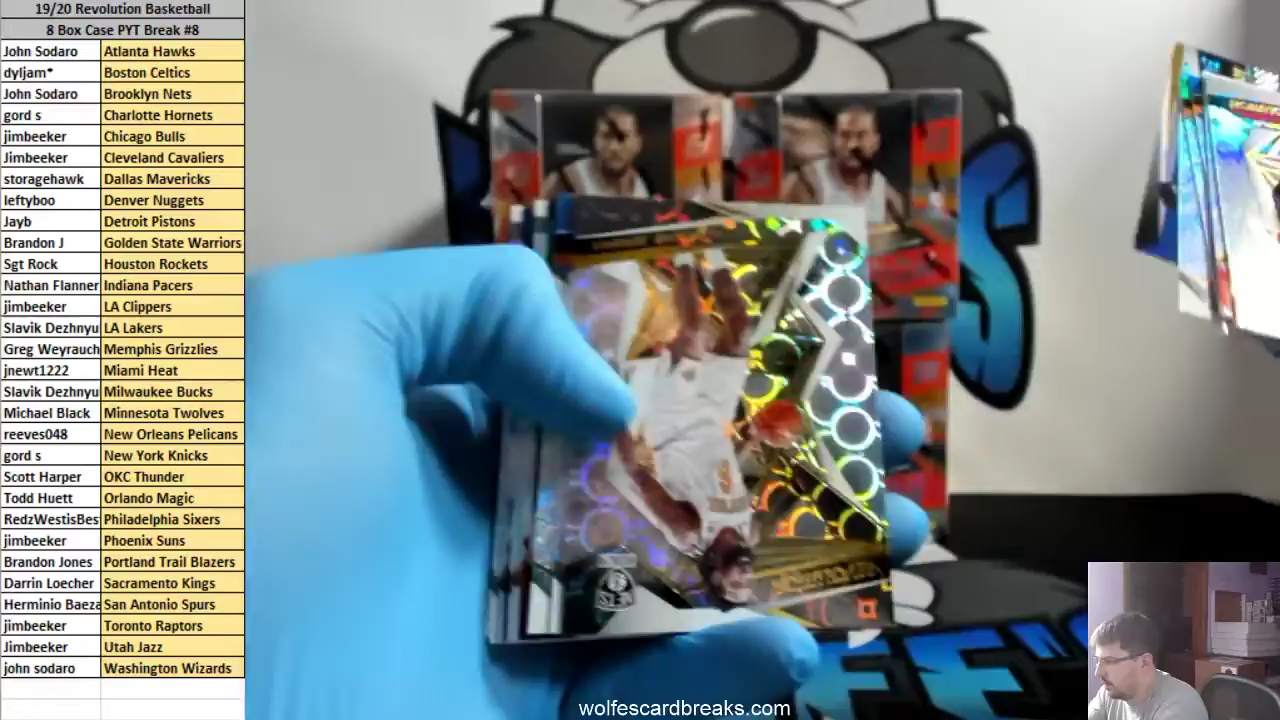 19/20 Revolution Basketball
8 Box Case PYT Break #8
John Sodaro Atlanta Hawks
dyljam* Boston Celtics
John Sodaro Brooklyn Nets
gord s Charlotte Hornets
jimbeeker Chicago Bulls
Jimbeeker Cleveland Cavaliers
storagehawk Dallas Mavericks
leftyboo Denver Nuggets
Jayb Detroit Pistons
Brandon J Golden State Warriors
Sgt Rock Houston Rockets
Nathan Flanner Indiana Pacers
jimbeeker LA Clippers
Slavik Dezhnyu LA Lakers
Greg Weyrauch Memphis Grizzlies
jnewt1222 Miami Heat
Slavik Dezhnyu Milwaukee Bucks
Michael Black Minnesota Twolves
reeves048 New Orleans Pelicans
gord s New York Knicks
Scott Harper OKC Thunder
Todd Huett Orlando Magic
RedzWestisBes Philadelphia Sixers
jimbeeker Phoenix Suns
Brandon Jones Portland Trail Blazers
Darrin Loecher Sacramento Kings
Herminio Baeza San Antonio Spurs
jimbeeker Toronto Raptors
Jimbeeker Utah Jazz
john sodaro Washington Wizards
wolfescardbreaks.com